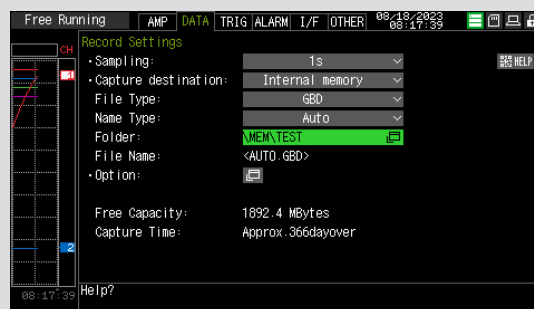 Free Running
AMP DATA TRIG ALARM I/F OTHER
08/18/2023
08:17:39
CH
Record Settings
・Sampling: 1s
QR HELP
1
・Capture destination: Internal memory
File Type: GBD
Name Type: Auto
Folder: \MEM\TEST
File Name: <AUTO.GBD>
・Option:
Free Capacity: 1892.4 MBytes
Capture Time: Approx.366dayover
2
08:17:39
Help?